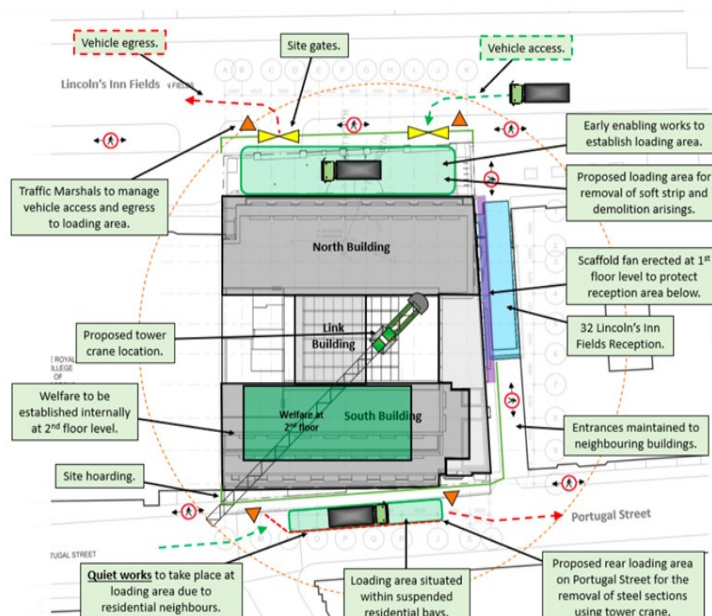 Vehicle egress.
Site gates.
Vehicle access.
Lincoln's Inn Fields
N FIELDS
A B
J K
Early enabling works to
establish loading area.
Traffic Marshals to manage
vehicle access and egress
to loading area.
Proposed loading area for
removal of soft strip and
demolition arisings.
North Building
Scaffold fan erected at 1st
floor level to protect
reception area below.
Proposed tower
crane location.
Link
Building
32 Lincoln's Inn
Fields Reception.
E ROYAL
COLLEGE
OF
Welfare to be
established internally
at 2nd floor level.
Welfare at
2nd floor
South Building
Entrances maintained to
neighbouring buildings.
Site hoarding.
Portugal Street
TUGAL STREET
Quiet works to take place at
loading area due to
residential neighbours.
Loading area situated
within suspended
residential bays.
Proposed rear loading area
on Portugal Street for the
removal of steel sections
using tower crane.